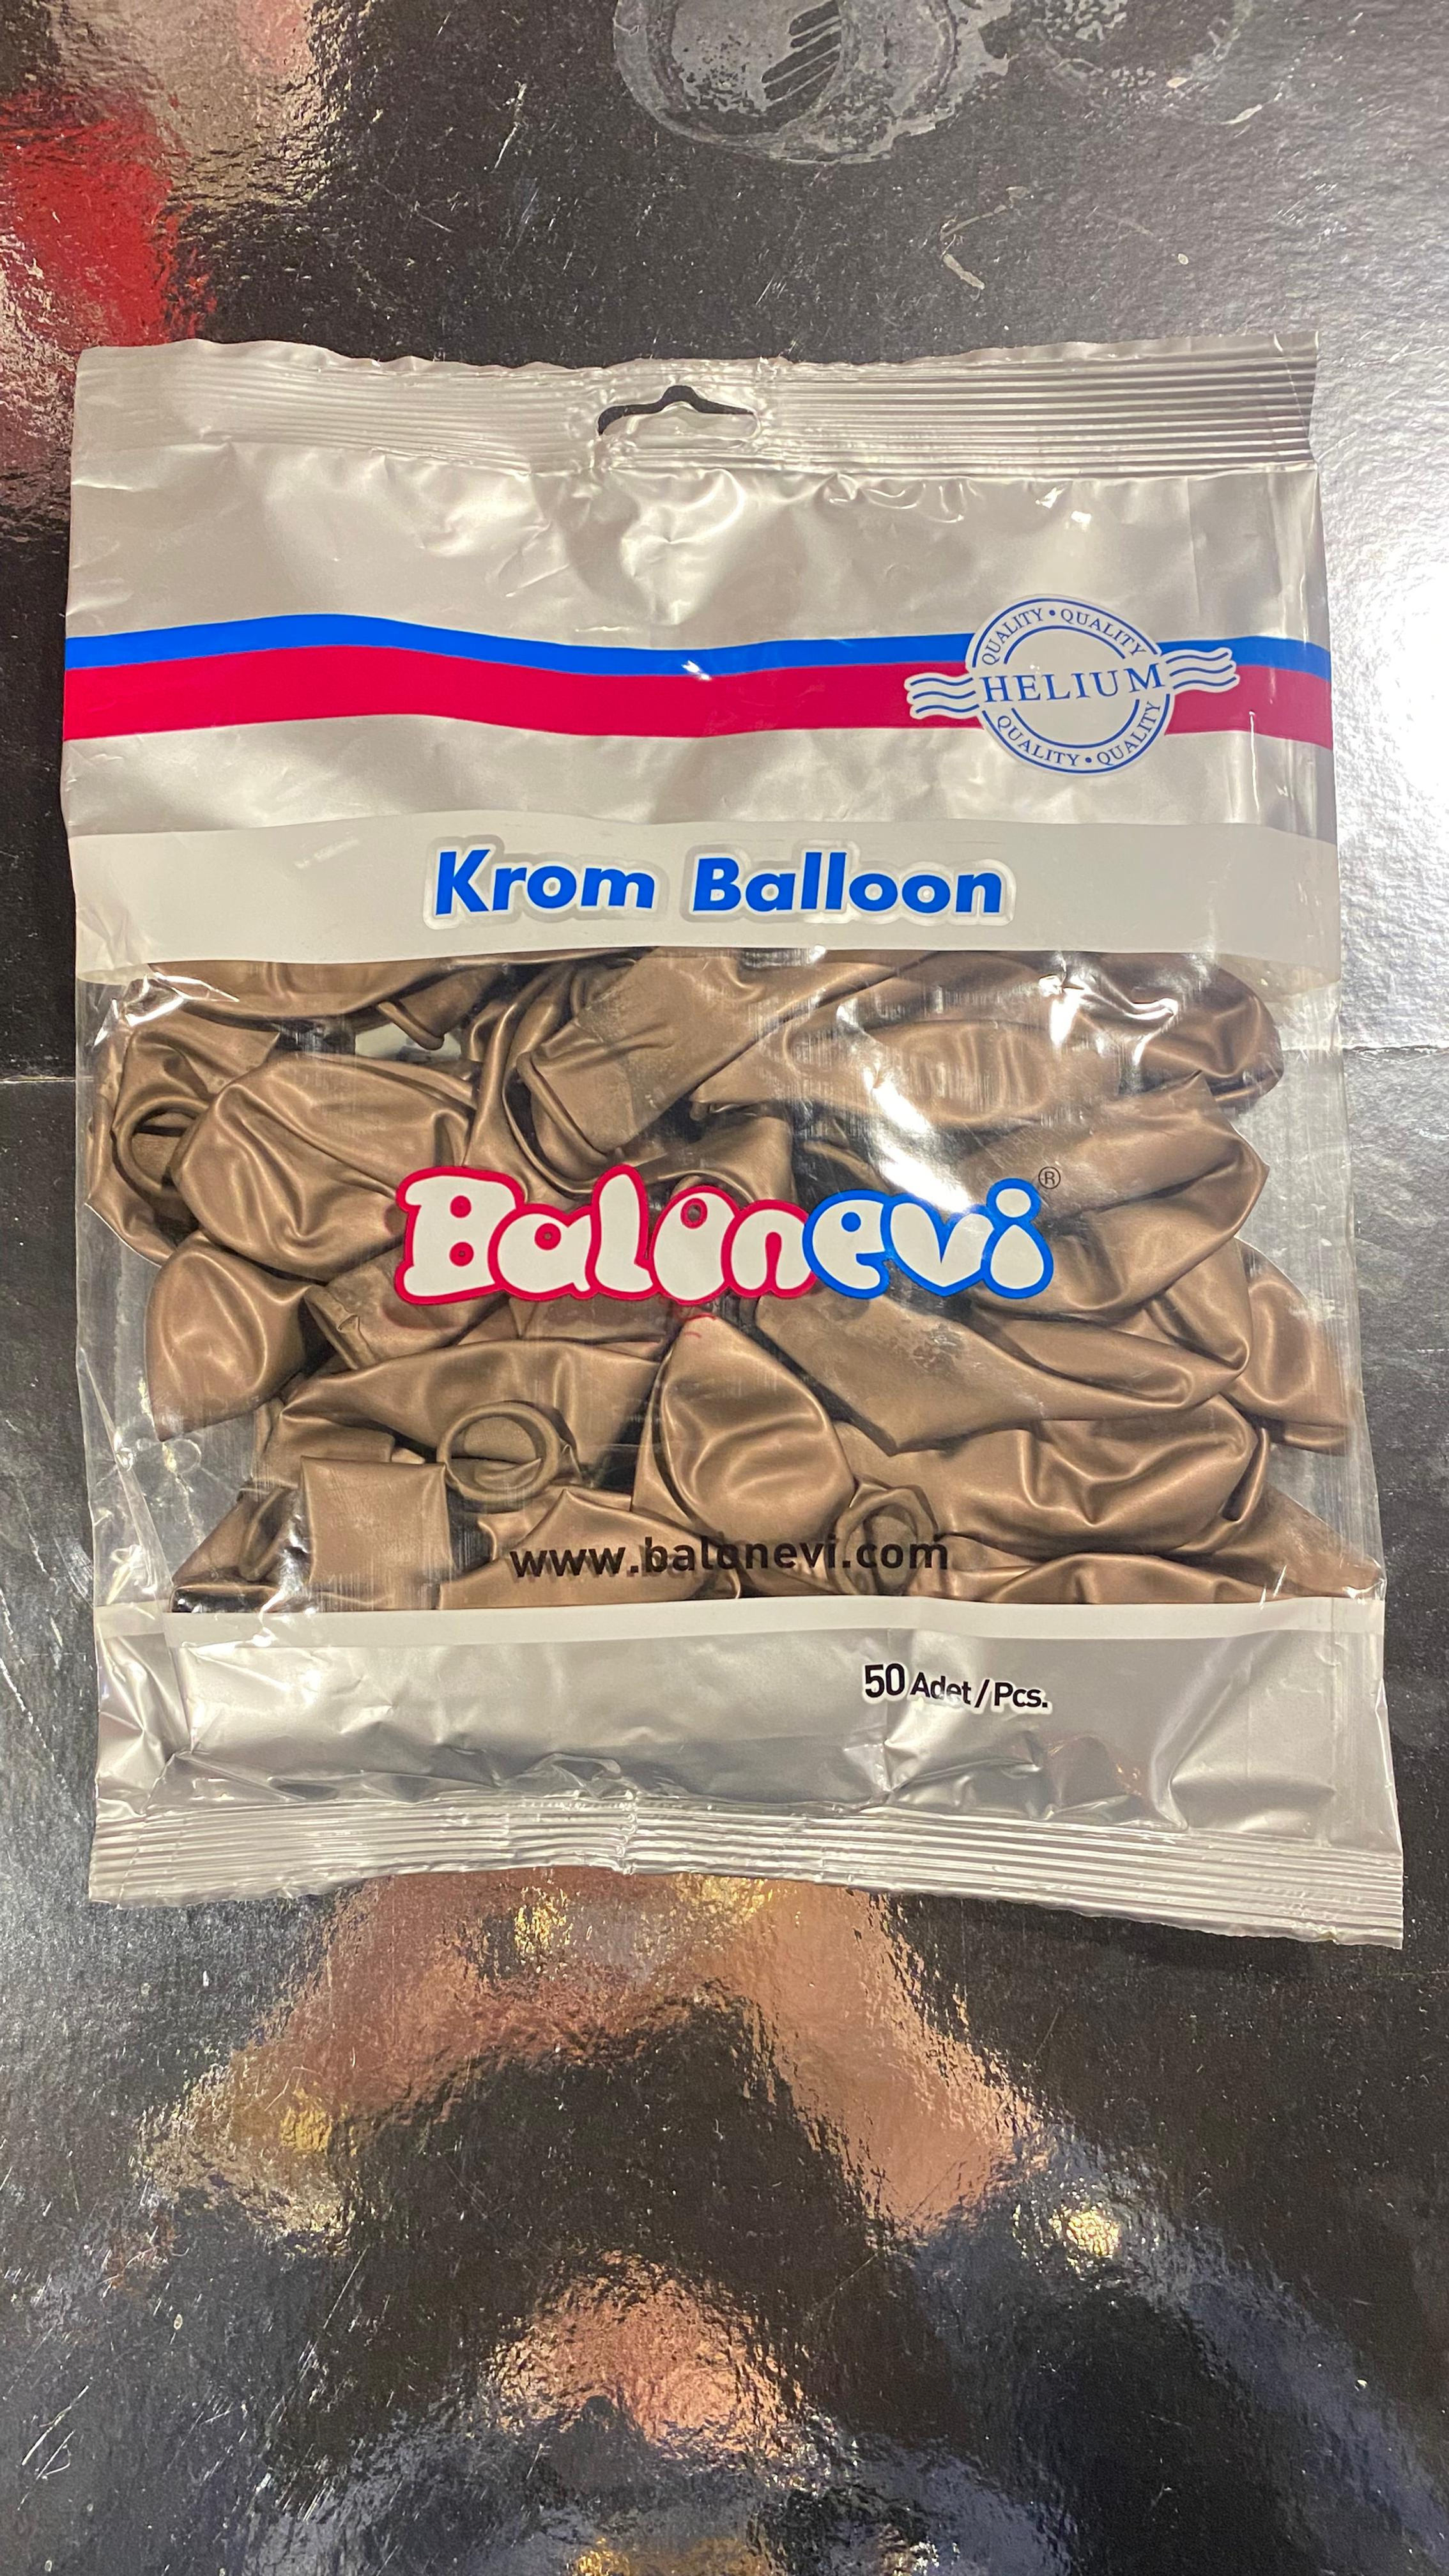 QUALITY • QUALITY
HELIUM
QUALITY • QUALITY
Krom Balloon
Balonevi®
www.balonevi.com
50 Adet / Pcs.